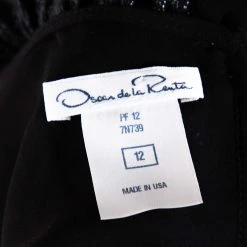 Oscar de la Renta
PF 12
7N739
12
MADE IN USA